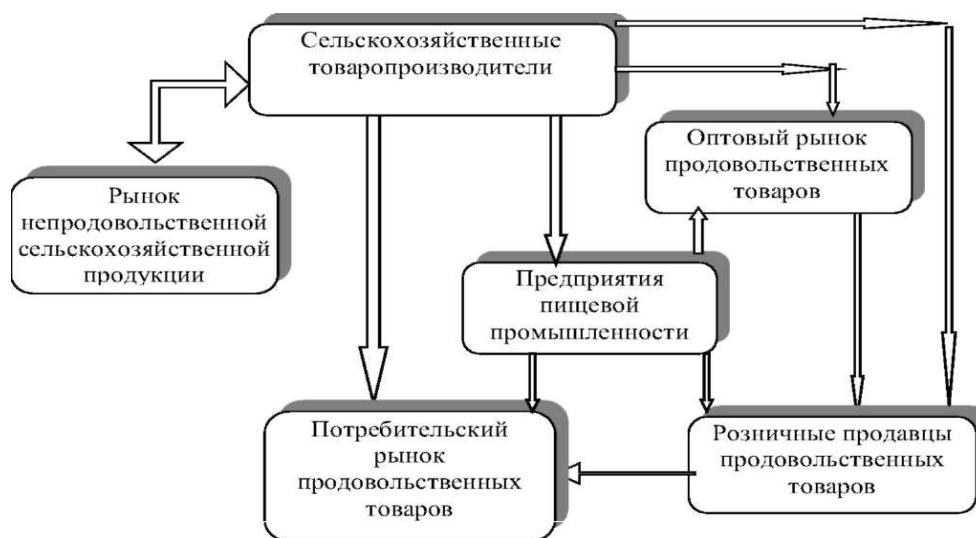 Сельскохозяйственные
товаропроизводители
Оптовый рынок
продовольственных
товаров
Рынок
непродовольственной
сельскохозяйственной
продукции
Предприятия
пищевой
промышленности
Потребительский
рынок
продовольственных
товаров
Розничные продавцы
продовольственных
товаров